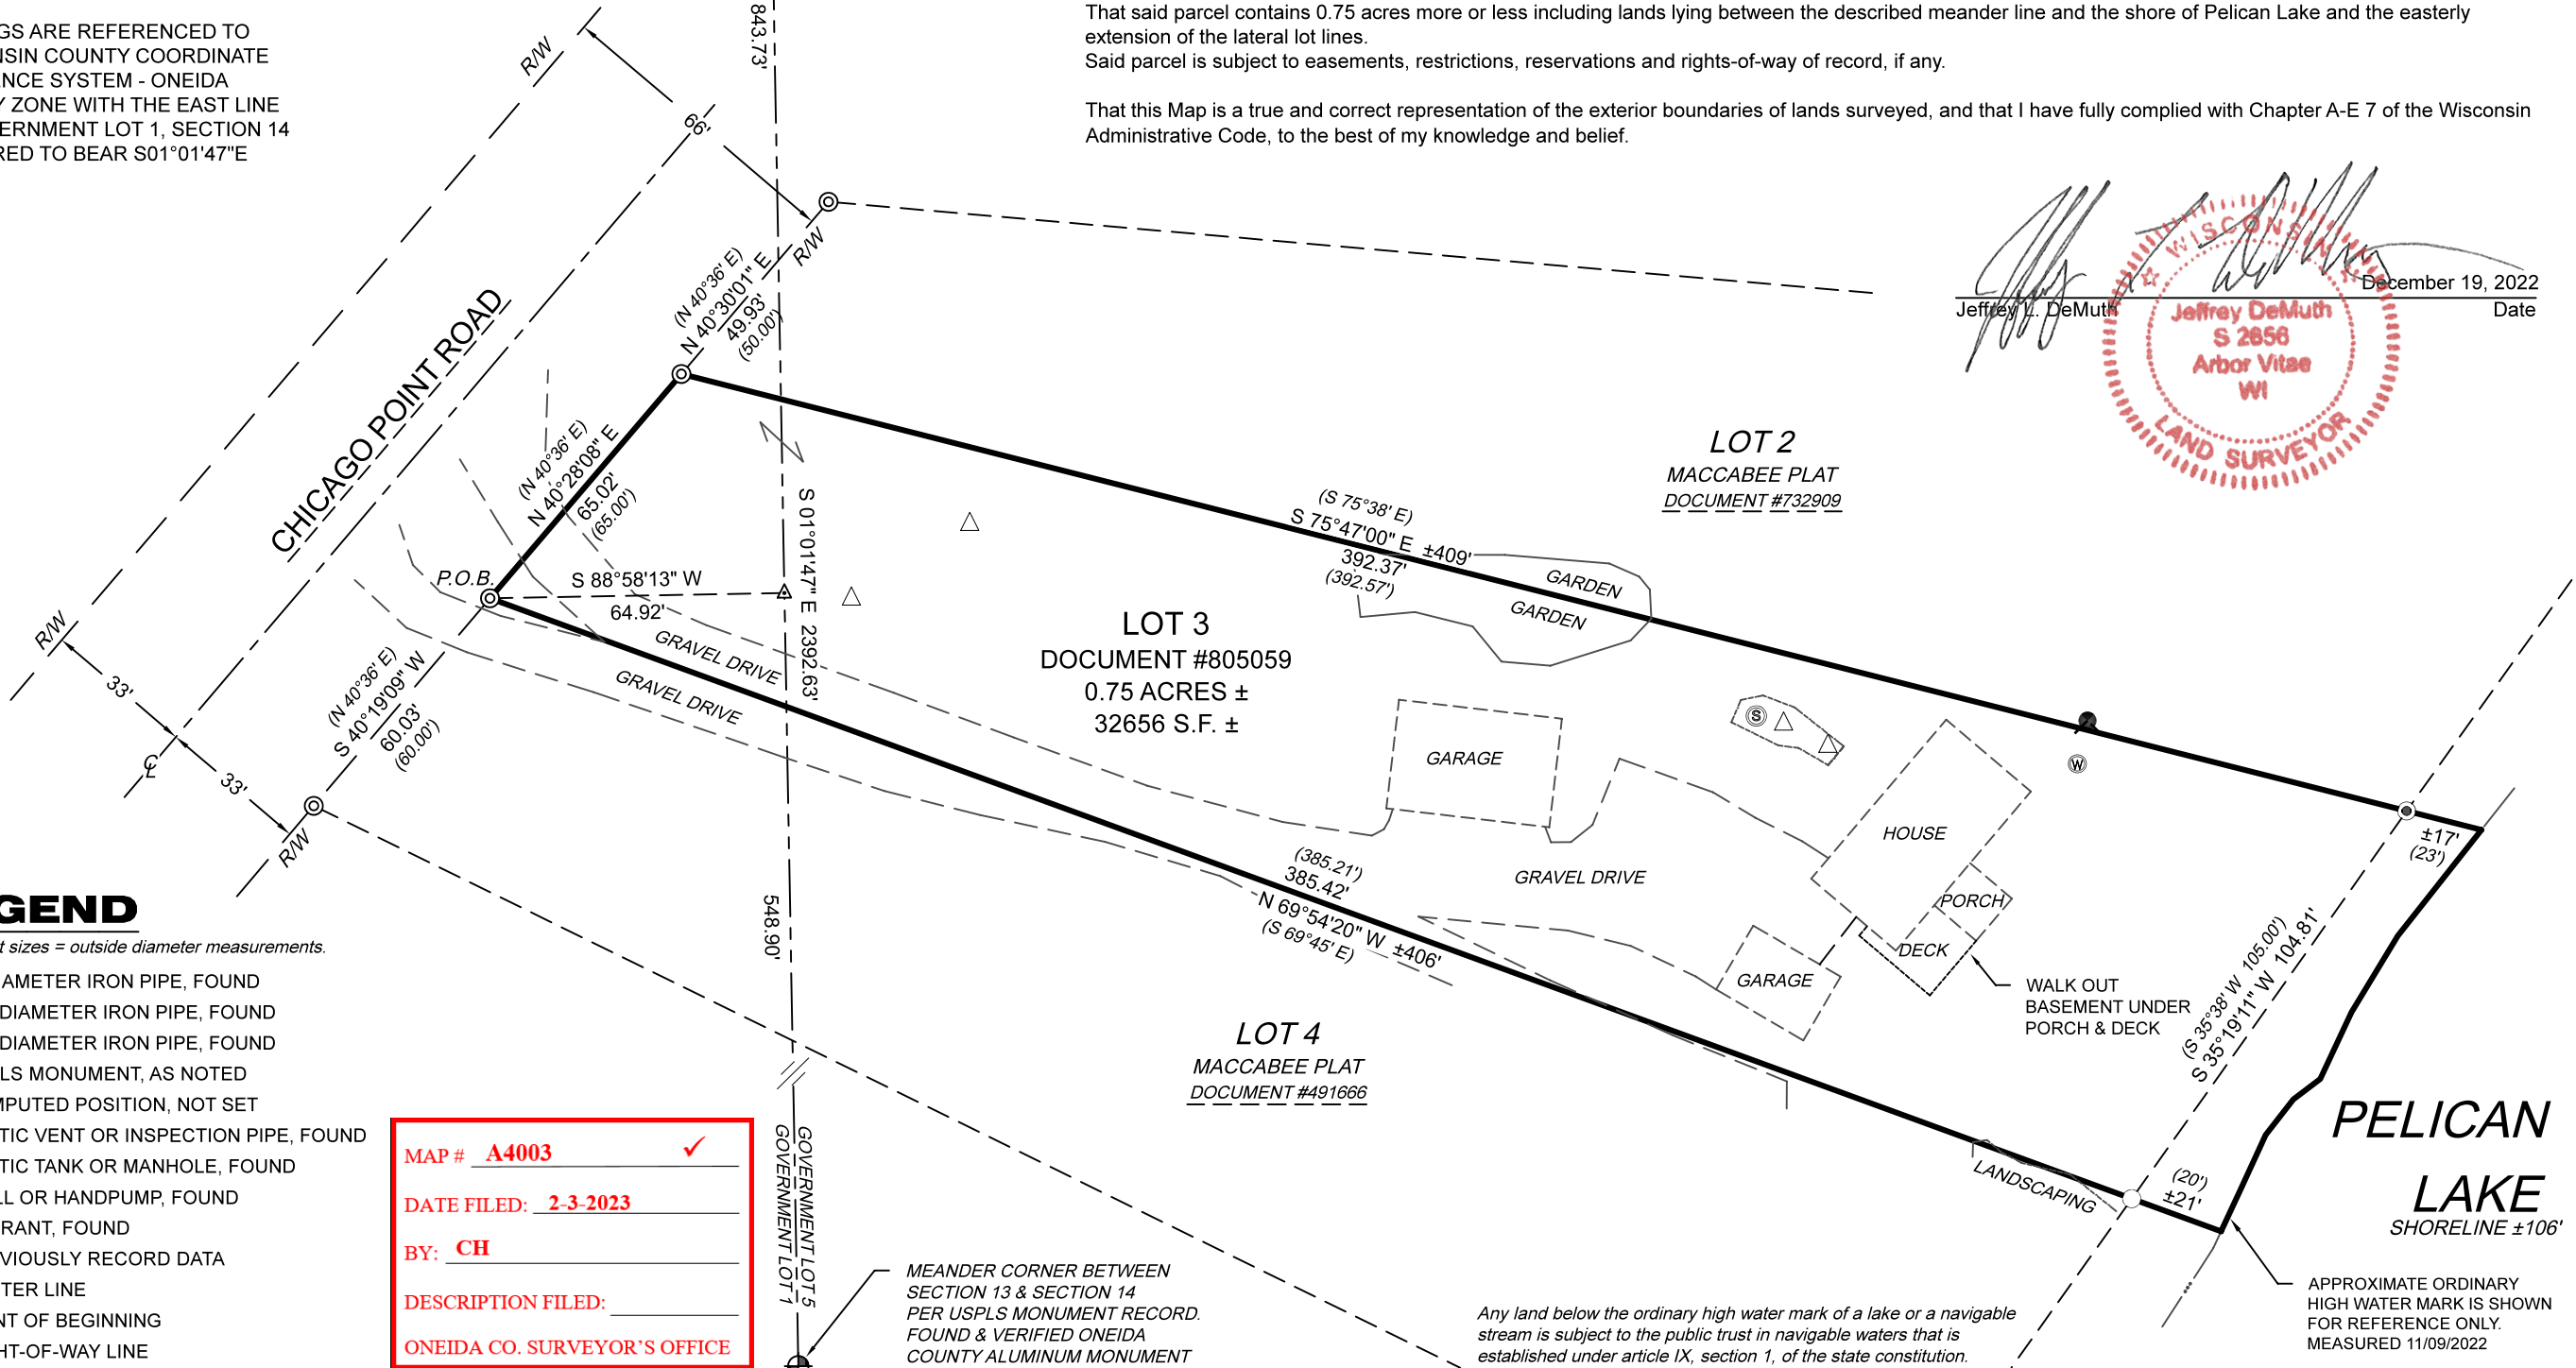 GS ARE REFERENCED TO
NSIN COUNTY COORDINATE
ENCE SYSTEM - ONEIDA
Y ZONE WITH THE EAST LINE
ERNMENT LOT 1, SECTION 14
RED TO BEAR S01°01'47"E
That said parcel contains 0.75 acres more or less including lands lying between the described meander line and the shore of Pelican Lake and the easterly
extension of the lateral lot lines.
Said parcel is subject to easements, restrictions, reservations and rights-of-way of record, if any.
That this Map is a true and correct representation of the exterior boundaries of lands surveyed, and that I have fully complied with Chapter A-E 7 of the Wisconsin
Administrative Code, to the best of my knowledge and belief.
December 19, 2022
Jeffrey L. DeMuth
Date
WISCONSIN
Jeffrey DeMuth
S 2656
Arbor Vitae
WI
LAND SURVEYOR
R/W
66'
843.73'
R/W
(N 40°36' E)
N 40°30'01" E
49.93'
(50.00')
CHICAGO POINT ROAD
(N 40°36' E)
N 40°28'08" E
65.02'
(65.00')
P.O.B.
S 88°58'13" W
64.92'
S 01°01'47" E 2392.63'
GRAVEL DRIVE
GRAVEL DRIVE
R/W
33'
℄
33'
R/W
(N 40°36' E)
S 40°19'09" W
60.03'
(60.00')
LOT 2
MACCABEE PLAT
DOCUMENT #732909
(S 75°38' E)
S 75°47'00" E ±409'
392.37'
(392.57')
GARDEN
GARDEN
LOT 3
DOCUMENT #805059
0.75 ACRES ±
32656 S.F. ±
GARAGE
S
W
HOUSE
PORCH
DECK
GRAVEL DRIVE
GARAGE
WALK OUT
BASEMENT UNDER
PORCH & DECK
(385.21')
385.42'
N 69°54'20" W ±406'
(S 69°45' E)
±17'
(23')
(S 35°38' W 105.00')
S 35°19'11" W 104.81'
LOT 4
MACCABEE PLAT
DOCUMENT #491666
LANDSCAPING
(20')
±21'
PELICAN
LAKE
SHORELINE ±106'
APPROXIMATE ORDINARY
HIGH WATER MARK IS SHOWN
FOR REFERENCE ONLY.
MEASURED 11/09/2022
548.90'
GOVERNMENT LOT 5
GOVERNMENT LOT 1
MEANDER CORNER BETWEEN
SECTION 13 & SECTION 14
PER USPLS MONUMENT RECORD.
FOUND & VERIFIED ONEIDA
COUNTY ALUMINUM MONUMENT
Any land below the ordinary high water mark of a lake or a navigable
stream is subject to the public trust in navigable waters that is
established under article IX, section 1, of the state constitution.
GEND
t sizes = outside diameter measurements.
AMETER IRON PIPE, FOUND
DIAMETER IRON PIPE, FOUND
DIAMETER IRON PIPE, FOUND
LS MONUMENT, AS NOTED
MPUTED POSITION, NOT SET
TIC VENT OR INSPECTION PIPE, FOUND
TIC TANK OR MANHOLE, FOUND
LL OR HANDPUMP, FOUND
RANT, FOUND
VIOUSLY RECORD DATA
TER LINE
NT OF BEGINNING
HT-OF-WAY LINE
MAP # A4003 ✓
DATE FILED: 2-3-2023
BY: CH
DESCRIPTION FILED:
ONEIDA CO. SURVEYOR'S OFFICE